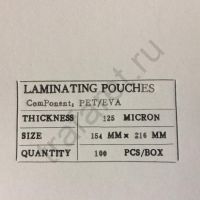 LAMINATING POUCHES
ComPonent, PET/EVA
THICKNESS 125 MICRON
SIZE 154 MM× 216 MM
QUANTITY 100 PCS/BOX